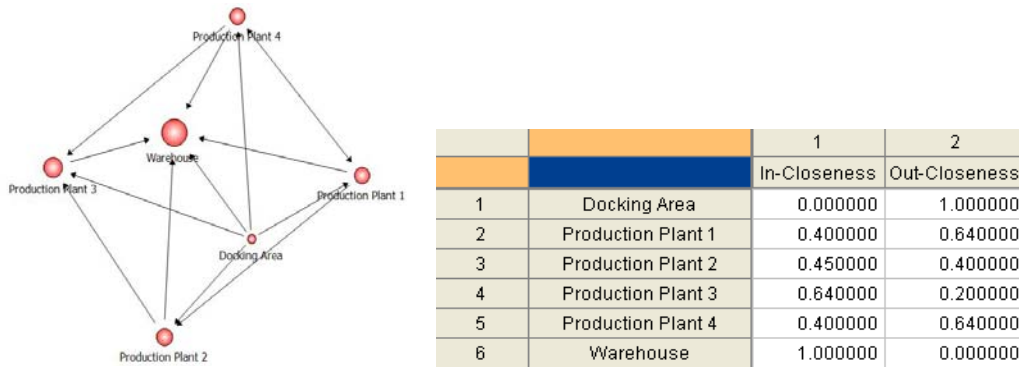 Production Plant 4
Warehouse
Production Plant 3
Production Plant 1
Docking Area
Production Plant 2
1 2
In-Closeness Out-Closeness
1 Docking Area 0.000000 1.000000
2 Production Plant 1 0.400000 0.640000
3 Production Plant 2 0.450000 0.400000
4 Production Plant 3 0.640000 0.200000
5 Production Plant 4 0.400000 0.640000
6 Warehouse 1.000000 0.000000